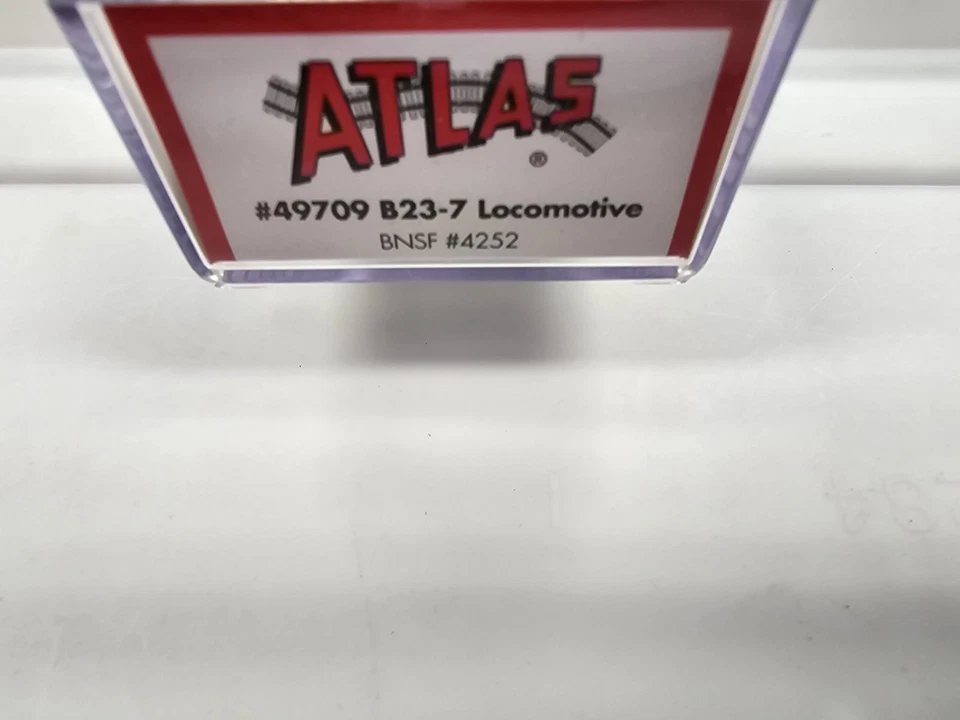 ATLAS
®
#49709 B23-7 Locomotive
BNSF #4252